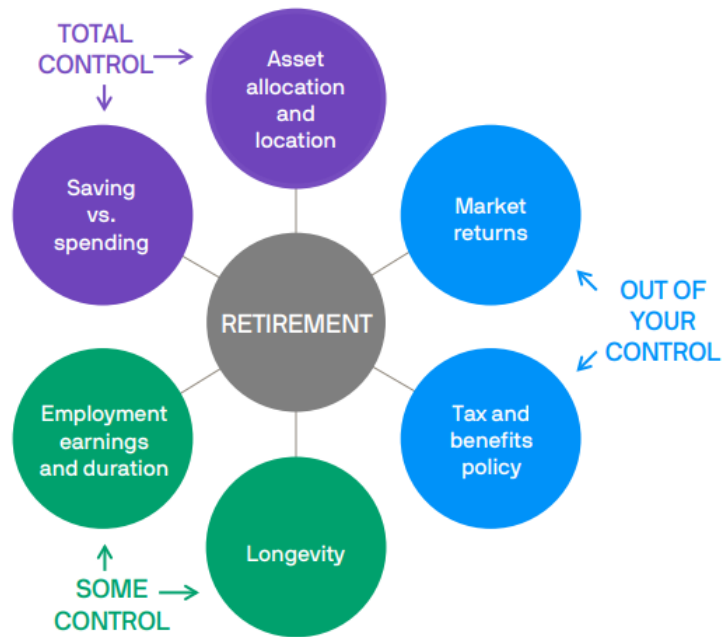 TOTAL
CONTROL
Asset
allocation
and
location
Saving
vs.
spending
Market
returns
RETIREMENT
OUT OF
YOUR
CONTROL
Employment
earnings
and duration
Tax and
benefits
policy
Longevity
SOME
CONTROL